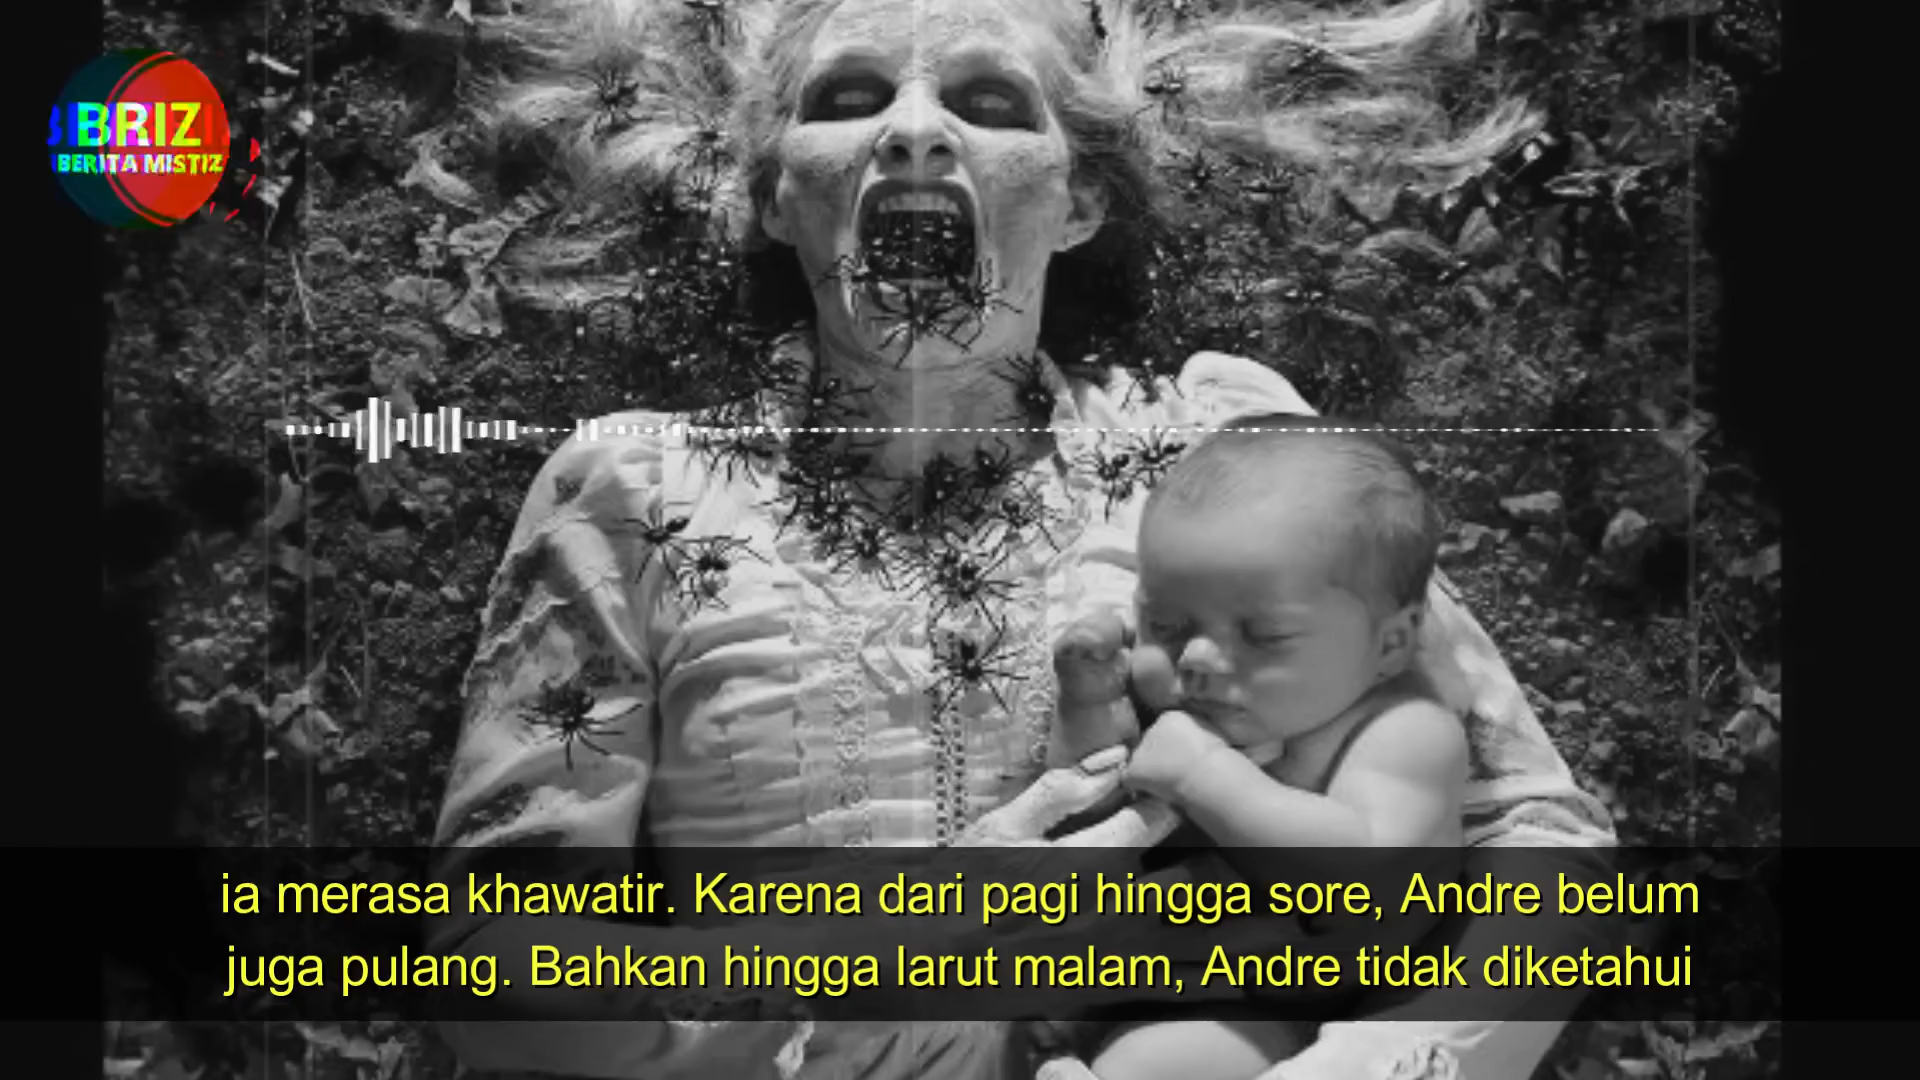 BRIZ
BERITA MISTIZ
ia merasa khawatir. Karena dari pagi hingga sore, Andre belum
juga pulang. Bahkan hingga larut malam, Andre tidak diketahui